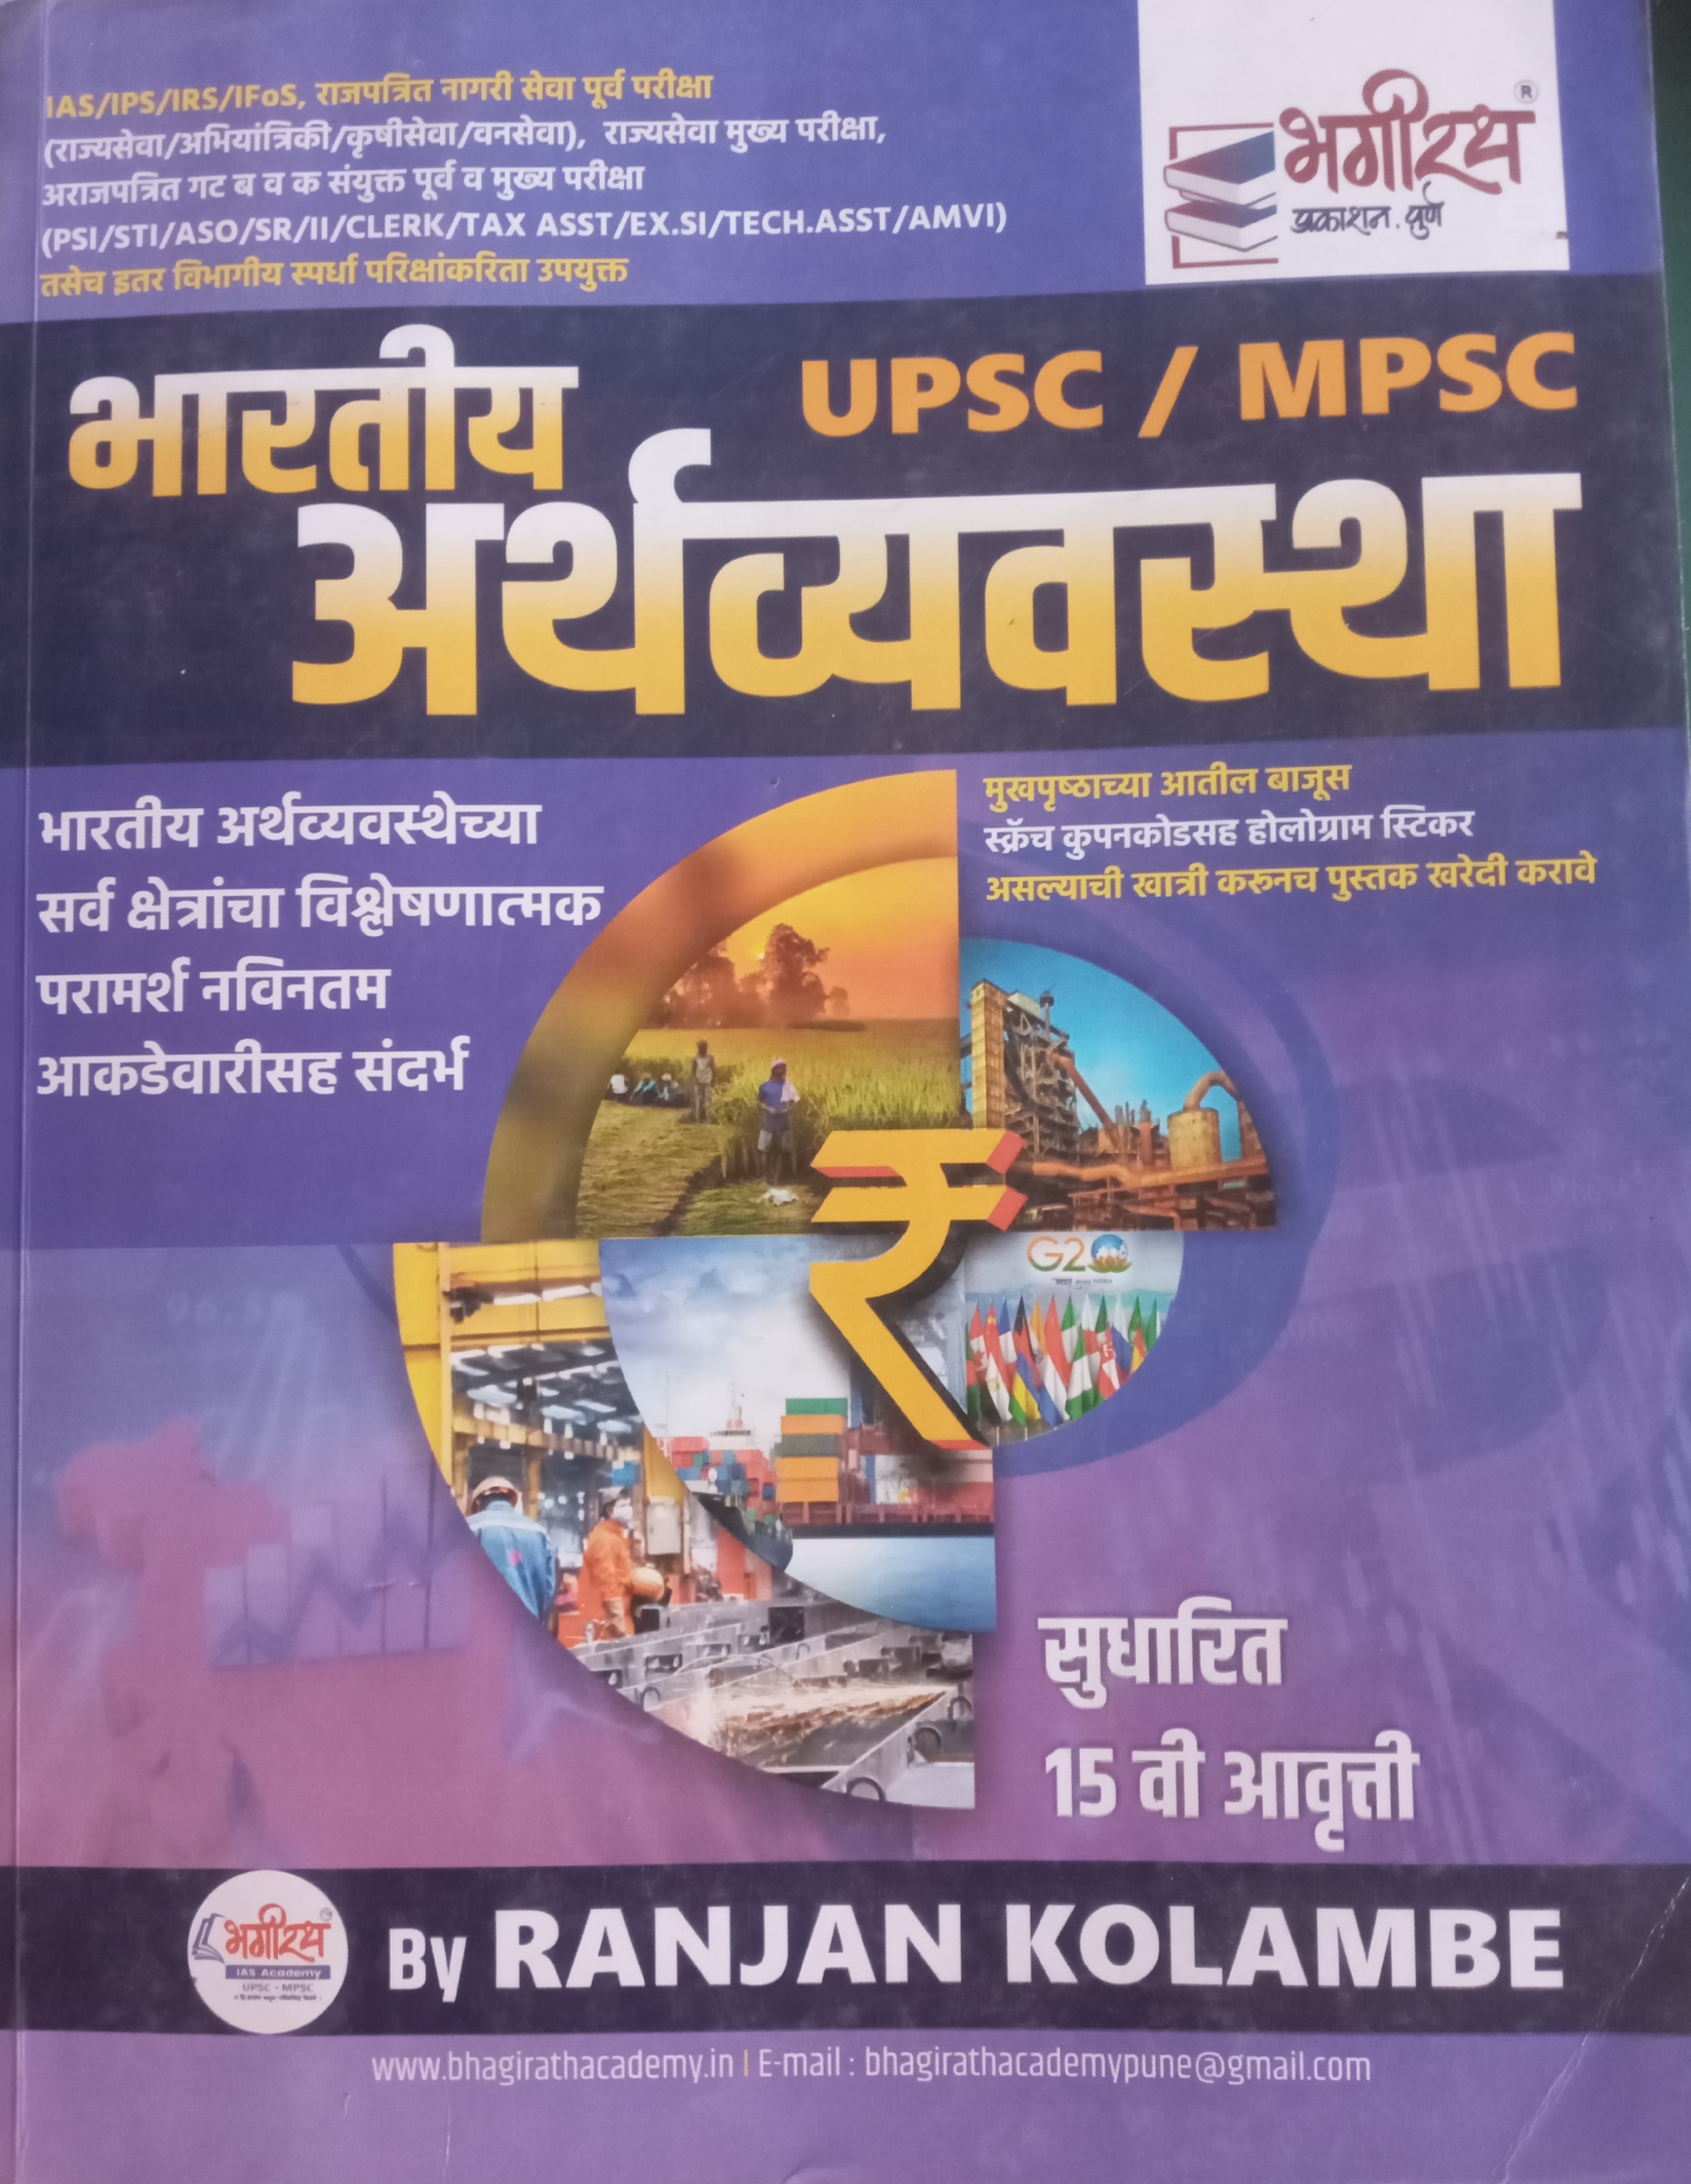 IAS/IPS/IRS/IFoS, राजपत्रित नागरी सेवा पूर्व परीक्षा
(राज्यसेवा/अभियांत्रिकी/कृषीसेवा/वनसेवा), राज्यसेवा मुख्य परीक्षा,
अराजपत्रित गट ब व क संयुक्त पूर्व व मुख्य परीक्षा
(PSI/STI/ASO/SR/II/CLERK/TAX ASST/EX.SI/TECH.ASST/AMVI)
तसेच इतर विभागीय स्पर्धा परिक्षांकरिता उपयुक्त
भगीरथ ®
प्रकाशन. पुणे
UPSC / MPSC
भारतीय
अर्थव्यवस्था
भारतीय अर्थव्यवस्थेच्या
सर्व क्षेत्रांचा विश्लेषणात्मक
परामर्श नविनतम
आकडेवारीसह संदर्भ
मुखपृष्ठाच्या आतील बाजूस
स्क्रॅच कुपनकोडसह होलोग्राम स्टिकर
असल्याची खात्री करूनच पुस्तक खरेदी करावे
₹
G20
96.5
सुधारित
15 वी आवृत्ती
भगीरथ
IAS Academy
UPSC - MPSC
By RANJAN KOLAMBE
www.bhagirathacademy.in I E-mail : bhagirathacademypune@gmail.com